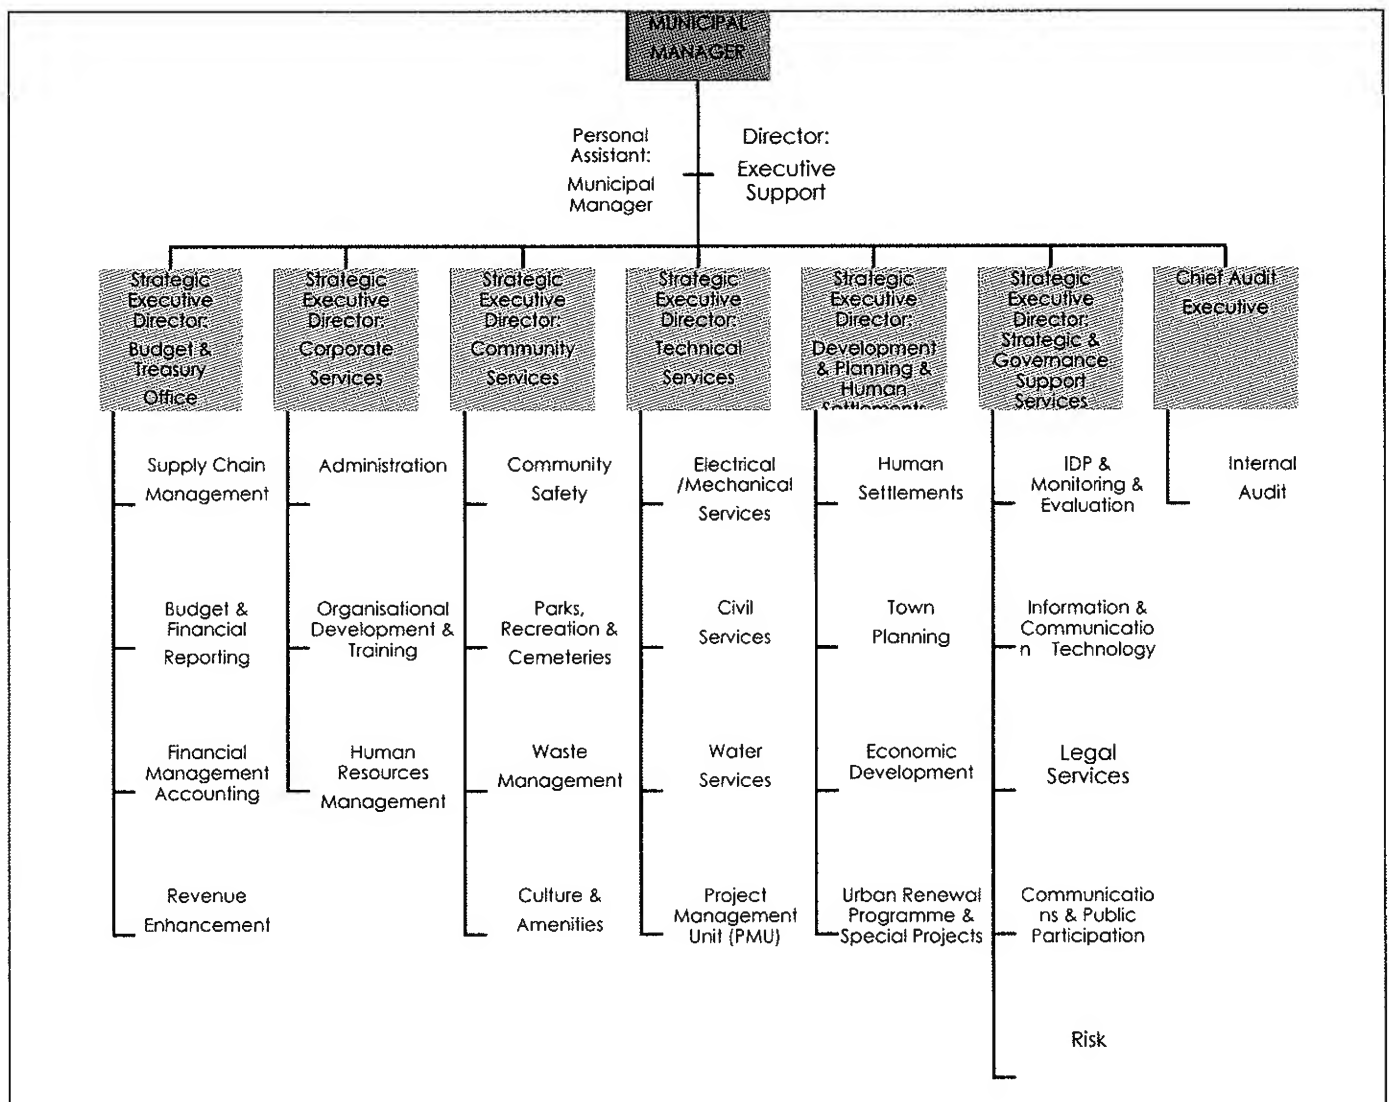 MUNICIPAL
MANAGER
Personal
Assistant:
Municipal
Manager
Director:
Executive
Support
Strategic
Executive
Director:
Budget &
Treasury
Office
Strategic
Executive
Director:
Corporate
Services
Strategic
Executive
Director:
Community
Services
Strategic
Executive
Director:
Technical
Services
Strategic
Executive
Director:
Development
& Planning &
Human
Settlements
Strategic
Executive
Director:
Strategic &
Governance
Support
Services
Chief Audit
Executive
Supply Chain
Management
Budget &
Financial
Reporting
Financial
Management
Accounting
Revenue
Enhancement
Administration
Organisational
Development &
Training
Human
Resources
Management
Community
Safety
Parks,
Recreation &
Cemeteries
Waste
Management
Culture &
Amenities
Electrical
/Mechanical
Services
Civil
Services
Water
Services
Project
Management
Unit (PMU)
Human
Settlements
Town
Planning
Economic
Development
Urban Renewal
Programme &
Special Projects
IDP &
Monitoring &
Evaluation
Information &
Communicatio
n Technology
Legal
Services
Communicatio
ns & Public
Participation
Risk
Internal
Audit